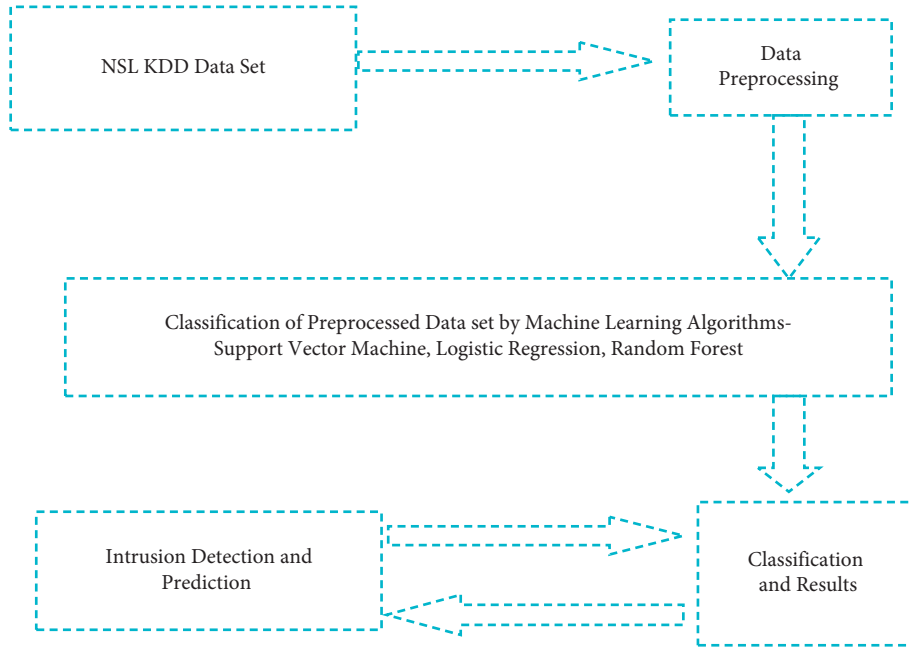 NSL KDD Data Set
Data
Preprocessing
Classification of Preprocessed Data set by Machine Learning Algorithms-
Support Vector Machine, Logistic Regression, Random Forest
Intrusion Detection and
Prediction
Classification
and Results